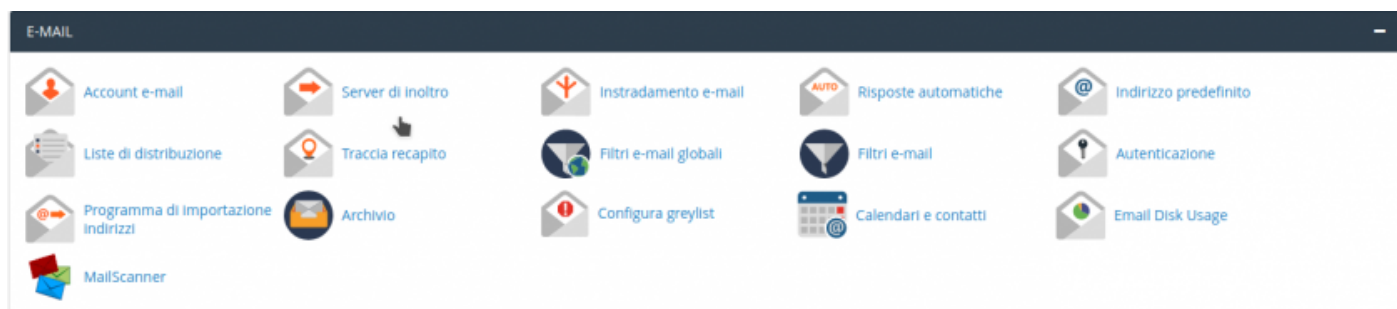 E-MAIL
Account e-mail
Server di inoltro
Instradamento e-mail
AUTO
Risposte automatiche
@
Indirizzo predefinito
Liste di distribuzione
Traccia recapito
Filtri e-mail globali
Filtri e-mail
Autenticazione
@
Programma di importazione
indirizzi
Archivio
Configura greylist
@
Calendari e contatti
Email Disk Usage
MailScanner